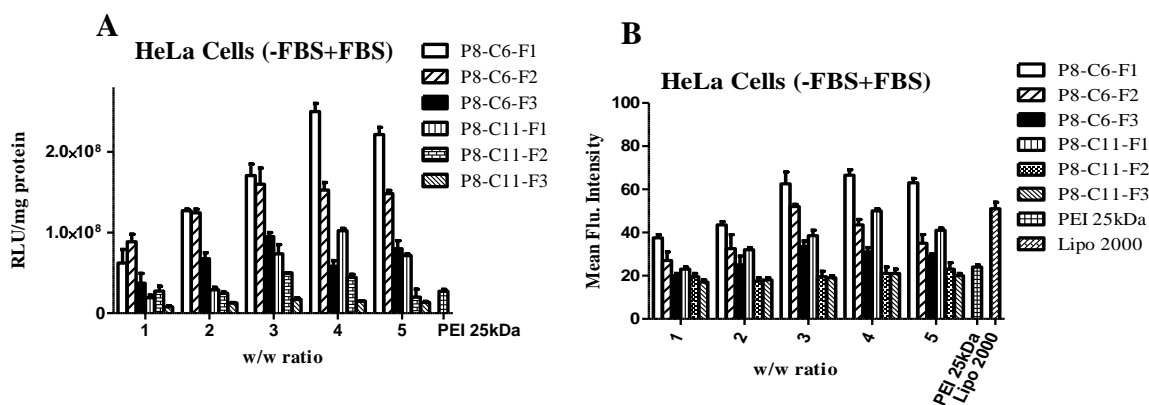 A
HeLa Cells (-FBS+FBS)
P8-C6-F1
P8-C6-F2
P8-C6-F3
P8-C11-F1
P8-C11-F2
P8-C11-F3
RLU/mg protein
2.0×10⁸
1.0×10⁸
0
1 2 3 4 5 PEI 25kDa
w/w ratio
B
HeLa Cells (-FBS+FBS)
P8-C6-F1
P8-C6-F2
P8-C6-F3
P8-C11-F1
P8-C11-F2
P8-C11-F3
PEI 25kDa
Lipo 2000
Mean Flu. Intensity
100
80
60
40
20
0
1 2 3 4 5 PEI 25kDa Lipo 2000
w/w ratio